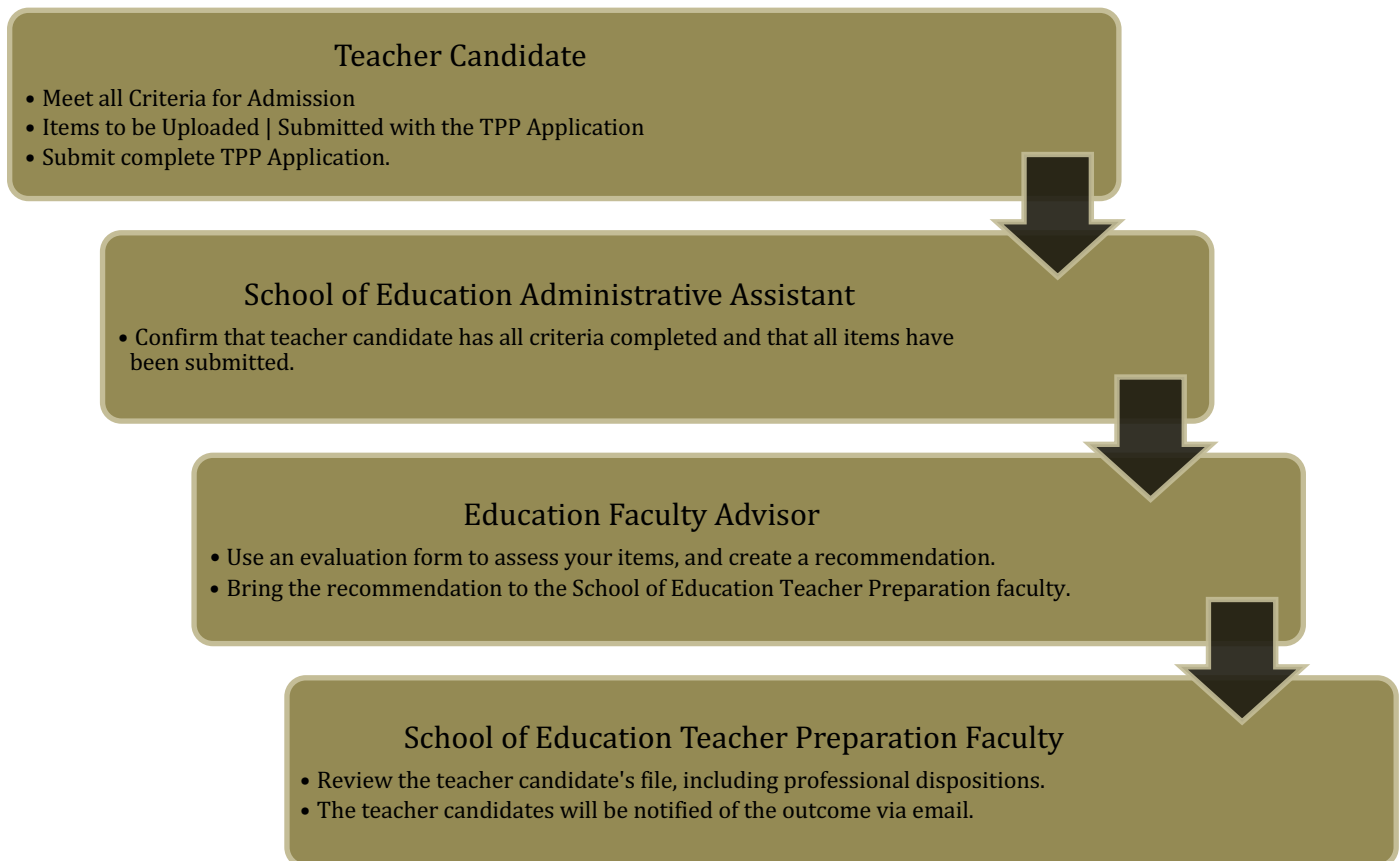 Teacher Candidate
• Meet all Criteria for Admission
• Items to be Uploaded | Submitted with the TPP Application
• Submit complete TPP Application.
School of Education Administrative Assistant
• Confirm that teacher candidate has all criteria completed and that all items have
been submitted.
Education Faculty Advisor
• Use an evaluation form to assess your items, and create a recommendation.
• Bring the recommendation to the School of Education Teacher Preparation faculty.
School of Education Teacher Preparation Faculty
• Review the teacher candidate's file, including professional dispositions.
• The teacher candidates will be notified of the outcome via email.